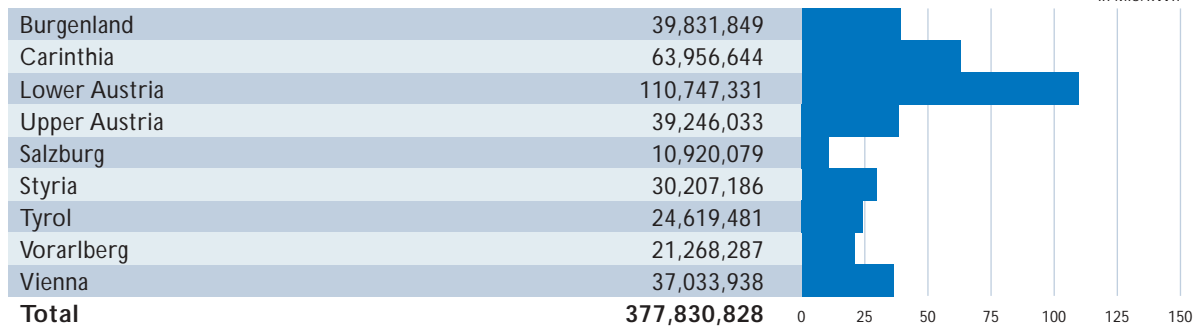 Burgenland 39,831,849
Carinthia 63,956,644
Lower Austria 110,747,331
Upper Austria 39,246,033
Salzburg 10,920,079
Styria 30,207,186
Tyrol 24,619,481
Vorarlberg 21,268,287
Vienna 37,033,938
Total 377,830,828 0 25 50 75 100 125 150